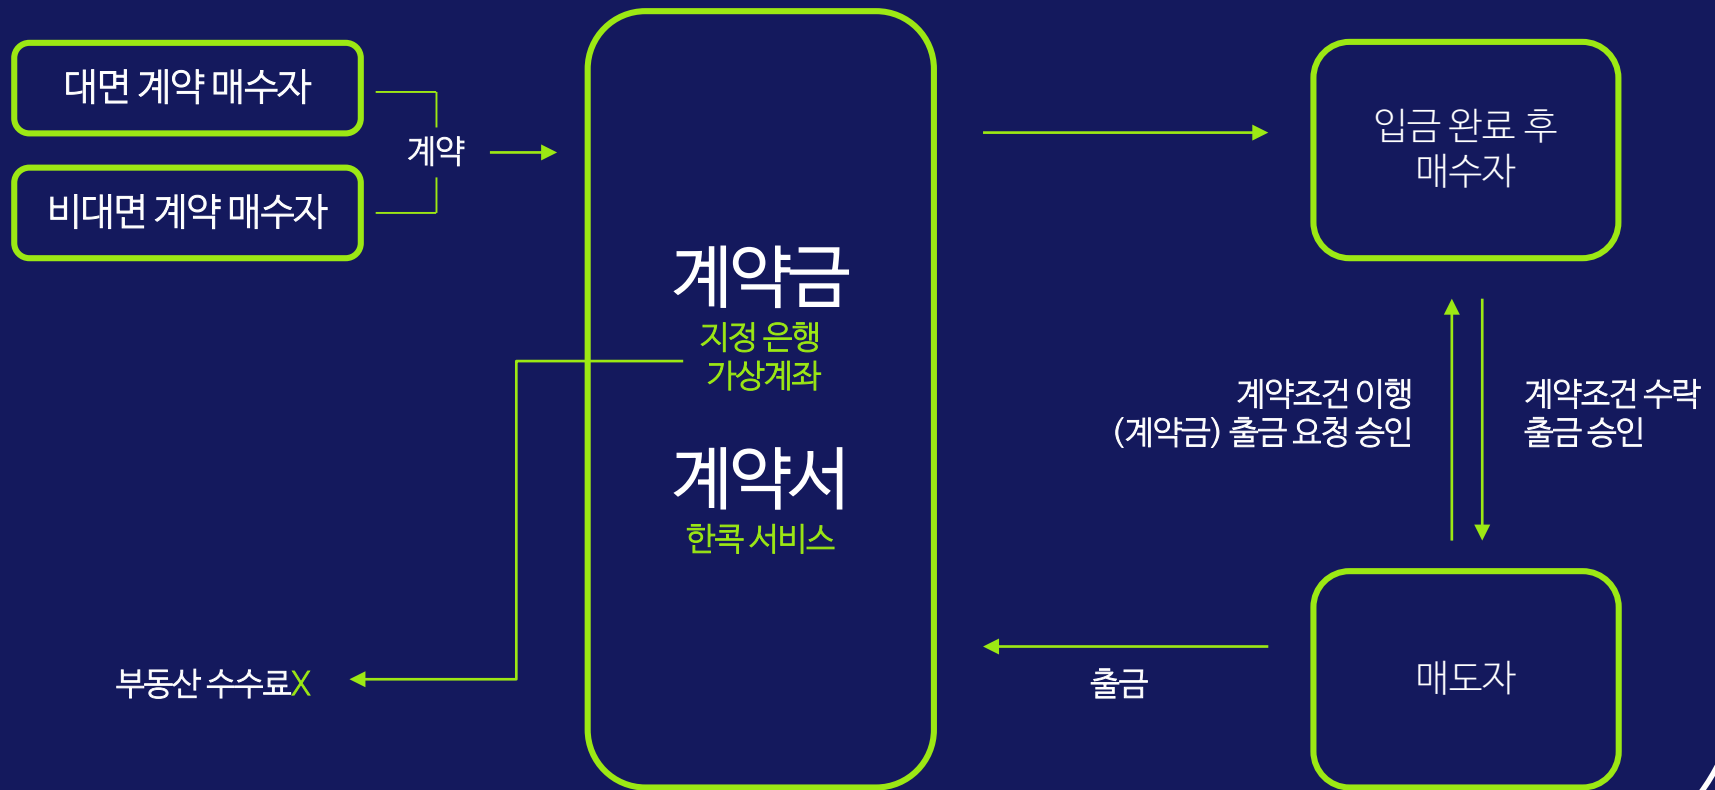 대면 계약 매수자
비대면 계약 매수자
계약
계약금
지정 은행
가상계좌
계약서
한콕 서비스
부동산 수수료X
입금 완료 후
매수자
계약조건 이행
(계약금) 출금 요청 승인
계약조건 수락
출금 승인
출금
매도자